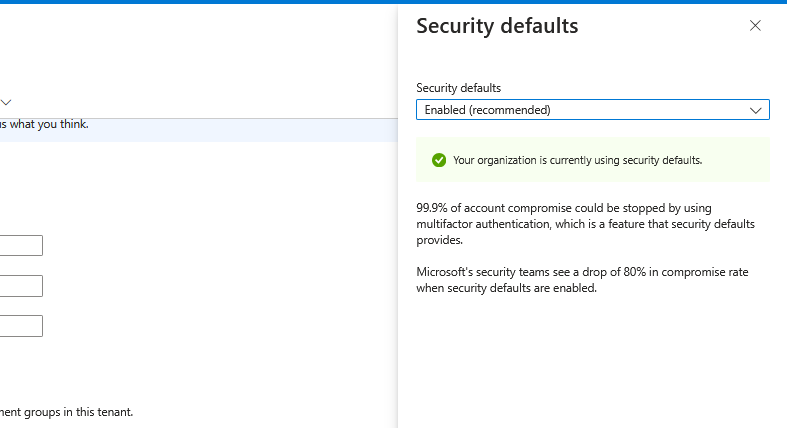 Security defaults
Security defaults
Enabled (recommended)
s what you think.
Your organization is currently using security defaults.
99.9% of account compromise could be stopped by using
multifactor authentication, which is a feature that security defaults
provides.
Microsoft's security teams see a drop of 80% in compromise rate
when security defaults are enabled.
ment groups in this tenant.